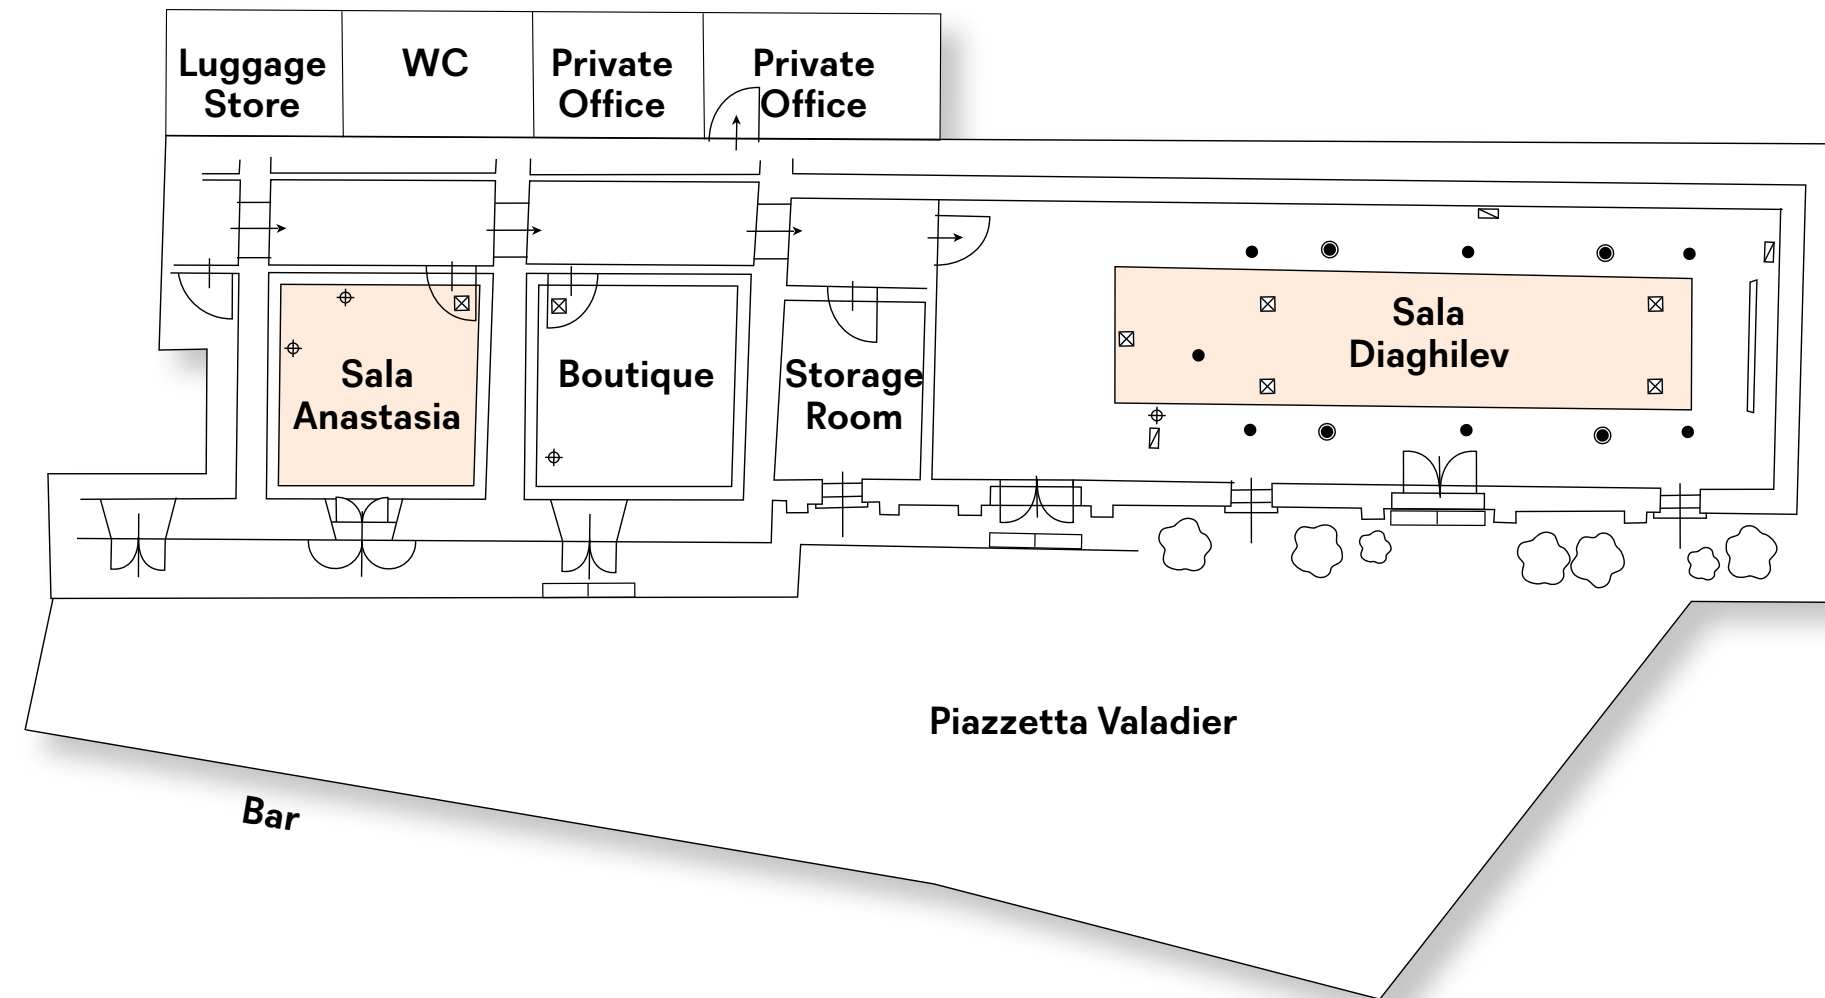 Luggage
Store
WC
Private
Office
Private
Office
Sala
Anastasia
Boutique
Storage
Room
Sala
Diaghilev
Piazzetta Valadier
Bar